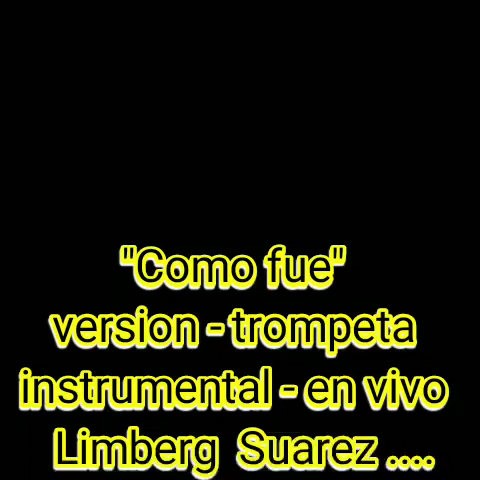 "Como fue"
version - trompeta
instrumental - en vivo
Limberg Suarez ....